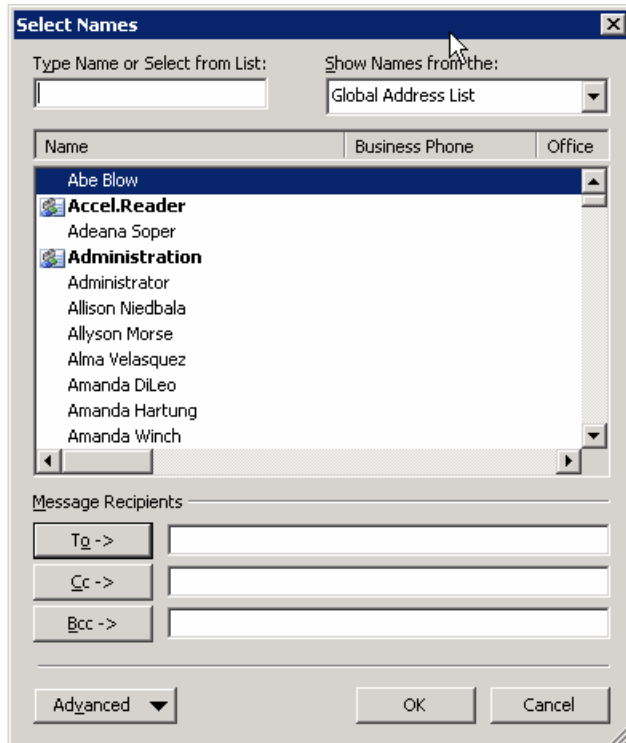 Select Names
Type Name or Select from List: Show Names from the:
Global Address List
Name Business Phone Office
Abe Blow
Accel.Reader
Adeana Soper
Administration
Administrator
Allison Niedbala
Allyson Morse
Alma Velasquez
Amanda DiLeo
Amanda Hartung
Amanda Winch
Message Recipients
To ->
Cc ->
Bcc ->
Advanced OK Cancel